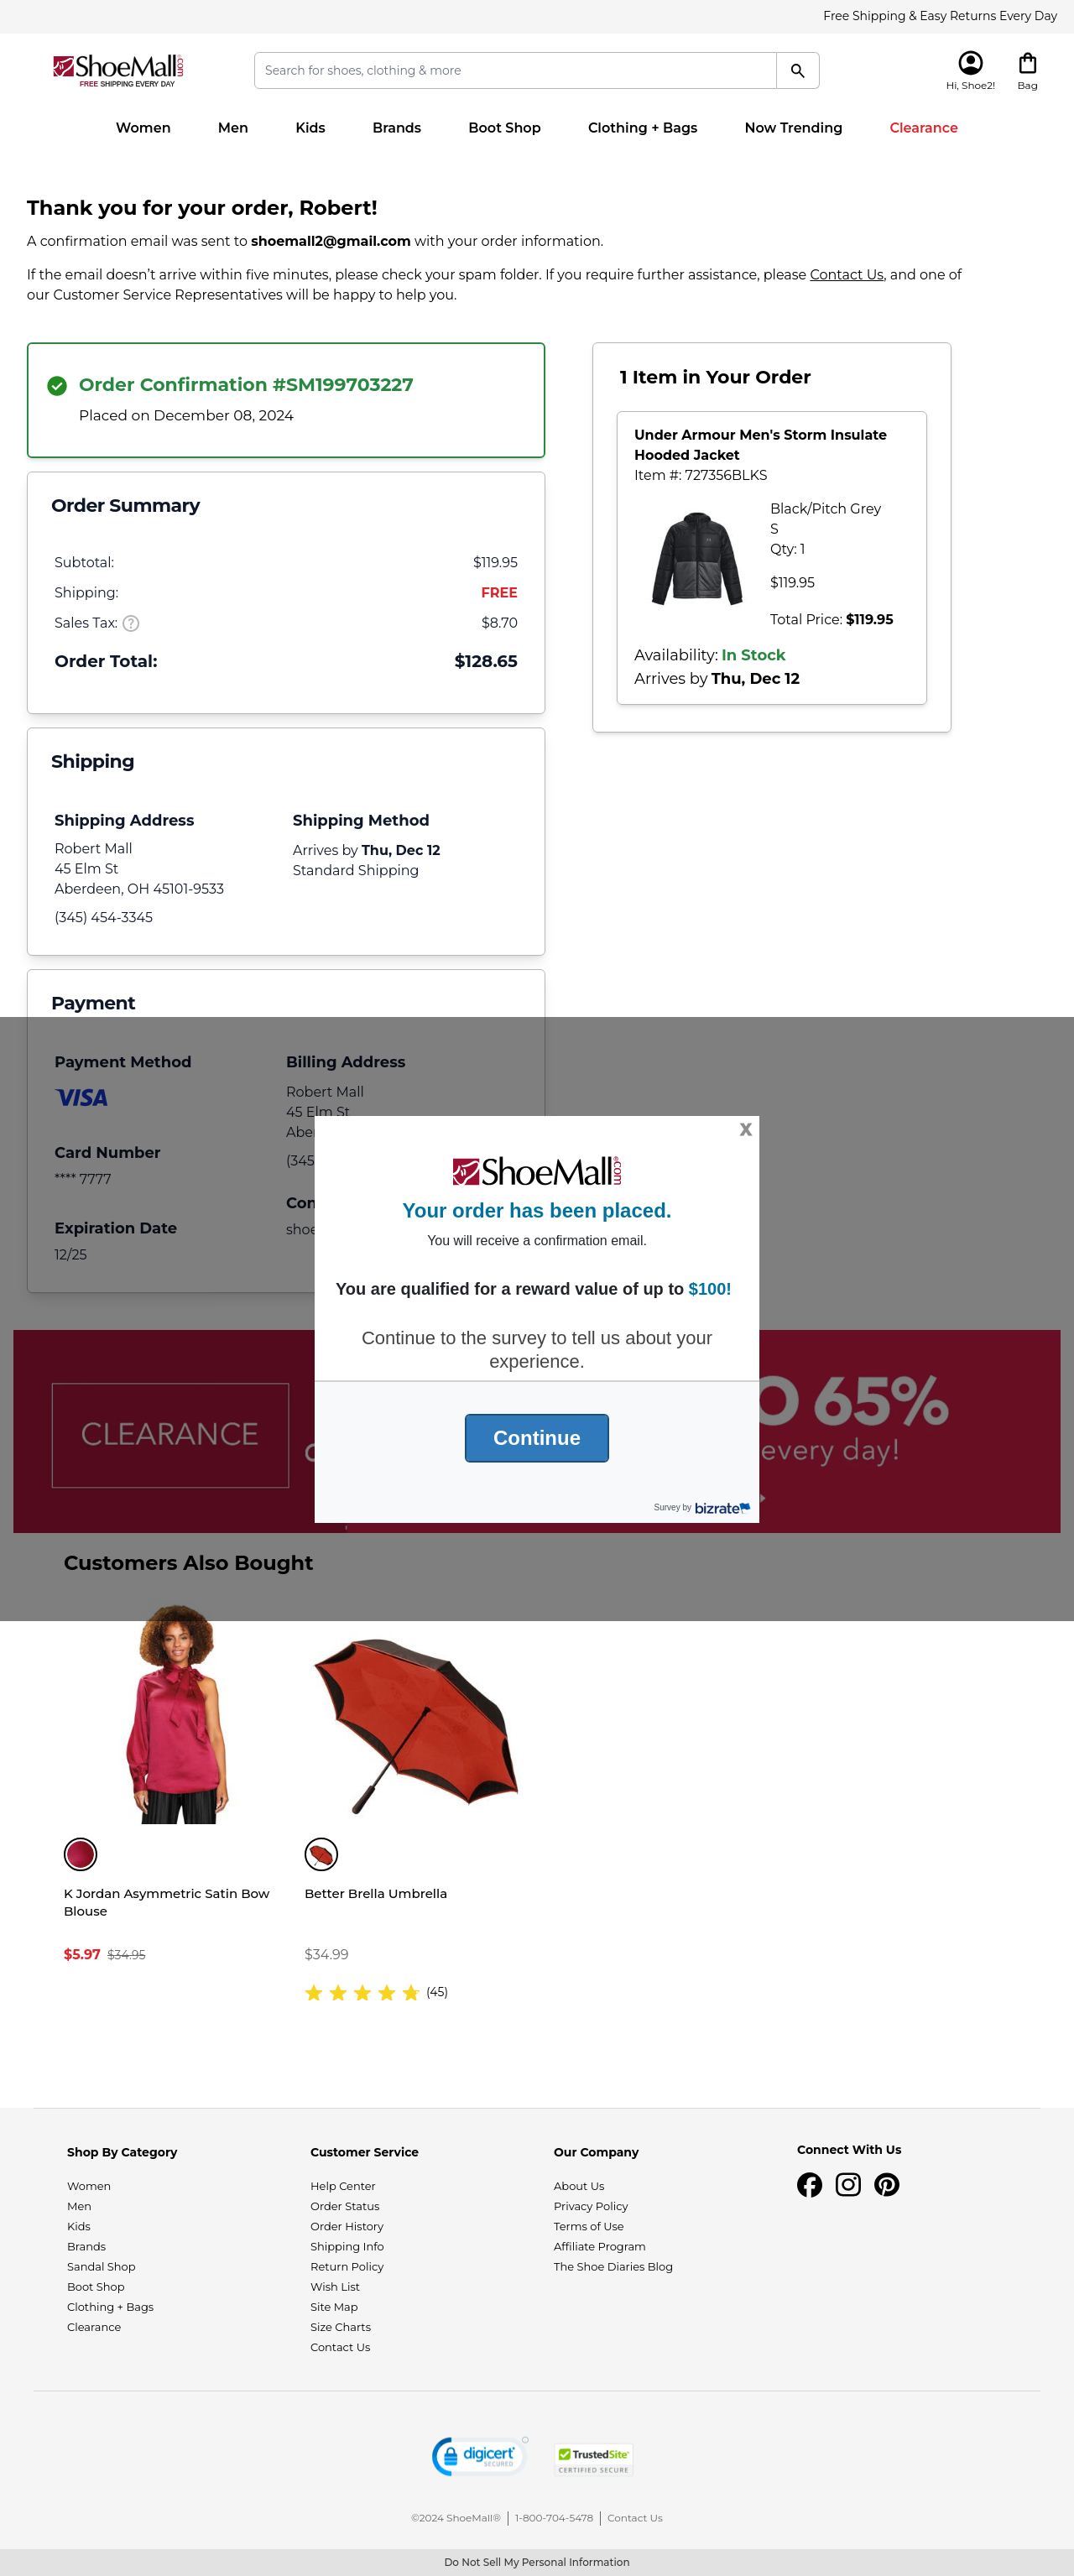 Free Shipping & Easy Returns Every Day
ShoeMall.com
FREE SHIPPING EVERY DAY
Search for shoes, clothing & more
Hi, Shoe2!
Bag
Women Men Kids Brands Boot Shop Clothing + Bags Now Trending Clearance
Thank you for your order, Robert!
A confirmation email was sent to shoemall2@gmail.com with your order information.
If the email doesn't arrive within five minutes, please check your spam folder. If you require further assistance, please Contact Us, and one of
our Customer Service Representatives will be happy to help you.
Order Confirmation #SM199703227
Placed on December 08, 2024
Order Summary
Subtotal: $119.95
Shipping: FREE
Sales Tax: ? $8.70
Order Total: $128.65
1 Item in Your Order
Under Armour Men's Storm Insulate
Hooded Jacket
Item #: 727356BLKS
Black/Pitch Grey
S
Qty: 1
$119.95
Total Price: $119.95
Availability: In Stock
Arrives by Thu, Dec 12
Shipping
Shipping Address
Robert Mall
45 Elm St
Aberdeen, OH 45101-9533
(345) 454-3345
Shipping Method
Arrives by Thu, Dec 12
Standard Shipping
Payment
Payment Method
VISA
Card Number
**** 7777
Expiration Date
12/25
Billing Address
Robert Mall
45 Elm St
Aber
(345
Con
shoe
X
ShoeMall.com
Your order has been placed.
You will receive a confirmation email.
You are qualified for a reward value of up to $100!
Continue to the survey to tell us about your
experience.
Continue
Survey by bizrate
CLEARANCE
O 65%
every day!
Customers Also Bought
K Jordan Asymmetric Satin Bow
Blouse
$5.97 $34.95
Better Brella Umbrella
$34.99
(45)
Shop By Category
Women
Men
Kids
Brands
Sandal Shop
Boot Shop
Clothing + Bags
Clearance
Customer Service
Help Center
Order Status
Order History
Shipping Info
Return Policy
Wish List
Site Map
Size Charts
Contact Us
Our Company
About Us
Privacy Policy
Terms of Use
Affiliate Program
The Shoe Diaries Blog
Connect With Us
digicert
SECURED
TrustedSite
CERTIFIED SECURE
©2024 ShoeMall® 1-800-704-5478 Contact Us
Do Not Sell My Personal Information